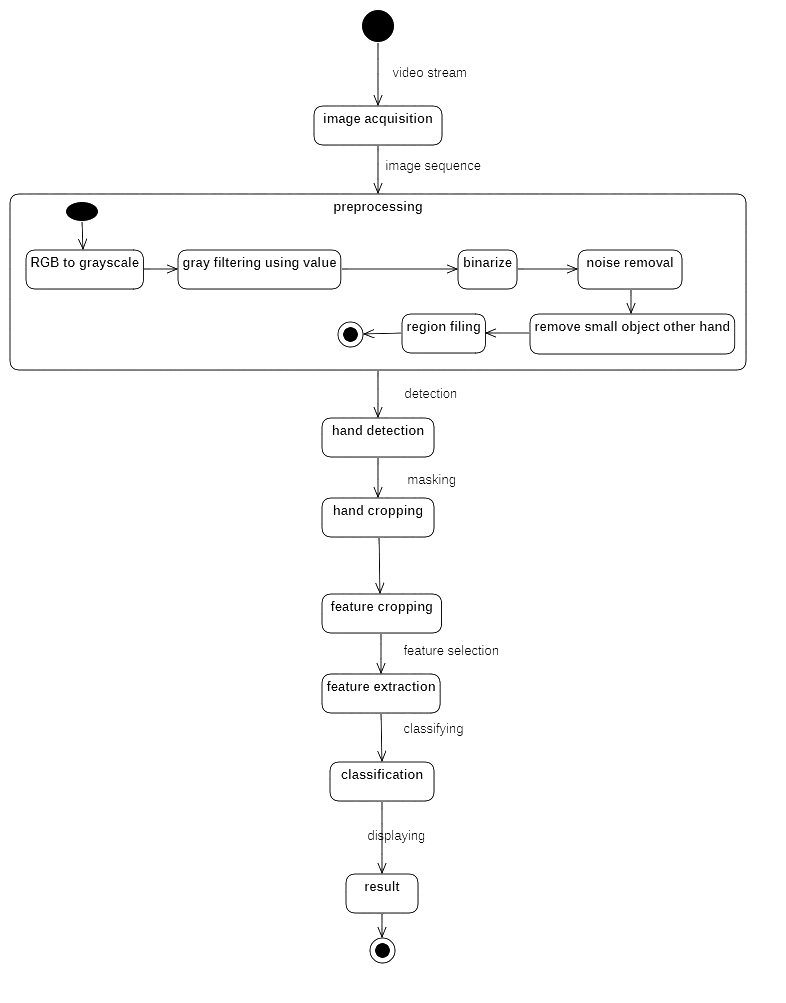 video stream
image acquisition
image sequence
preprocessing
RGB to grayscale
gray filtering using value
binarize
noise removal
region filing
remove small object other hand
detection
hand detection
masking
hand cropping
feature cropping
feature selection
feature extraction
classifying
classification
displaying
result